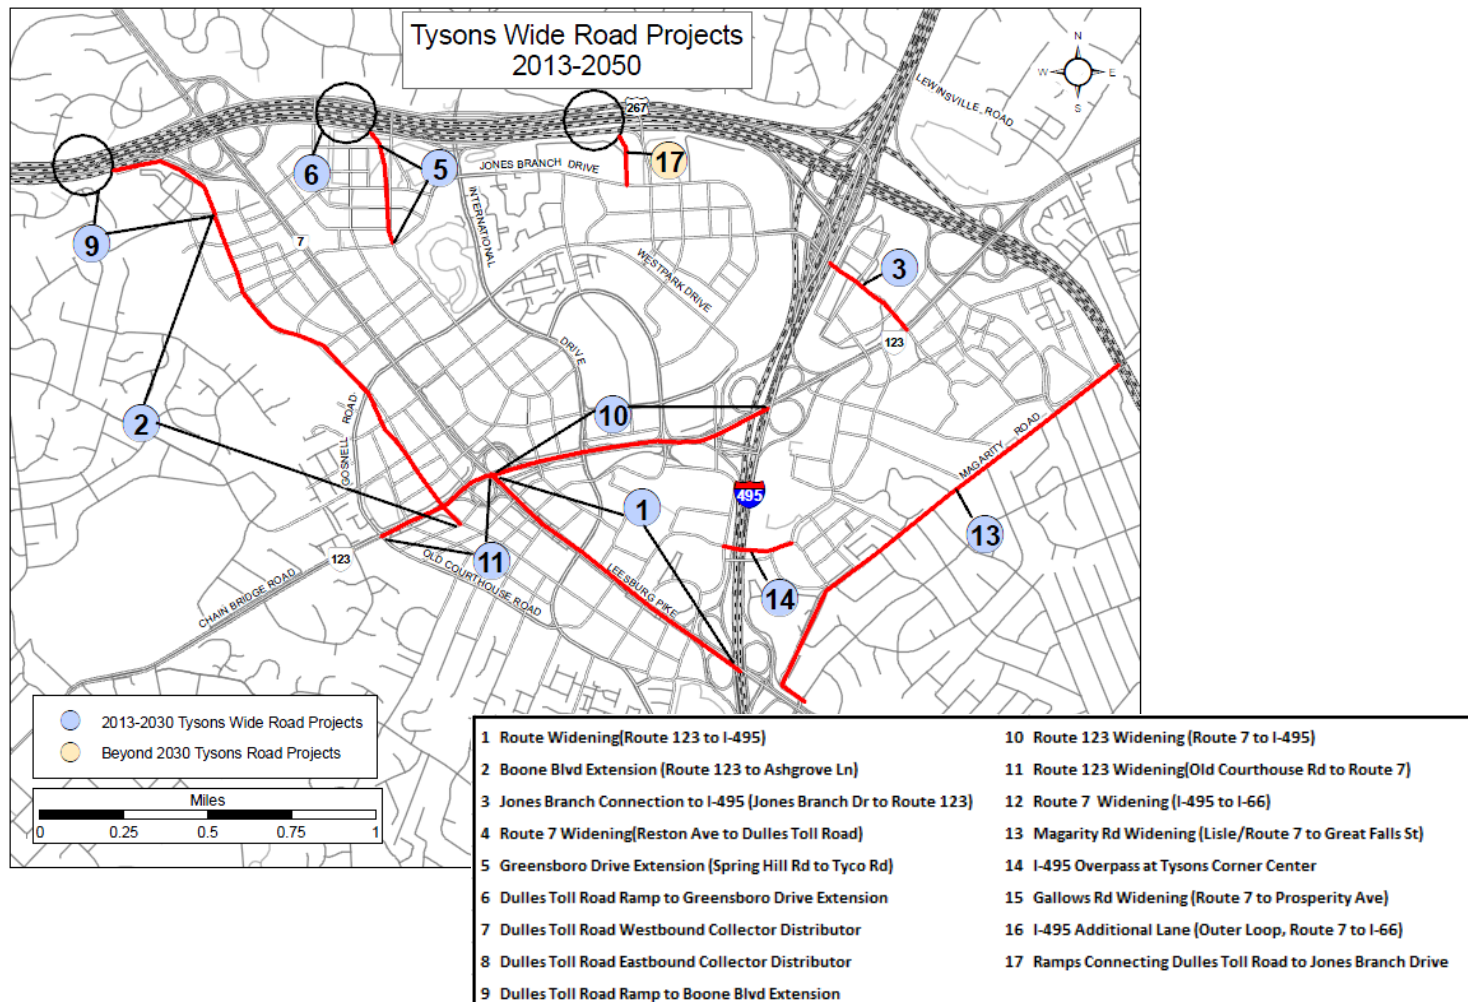 Tysons Wide Road Projects
2013-2050
N
W E
S
LEWINSVILLE ROAD
267
6
5
JONES BRANCH DRIVE
17
9
7
INTERNATIONAL
WESTPARK DRIVE
3
123
DRIVE
2
GOSNELL ROAD
10
MAGARITY ROAD
495
1
13
11
123
OLD COURTHOUSE ROAD
LEESBURG PIKE
14
CHAIN BRIDGE ROAD
2013-2030 Tysons Wide Road Projects
Beyond 2030 Tysons Road Projects
Miles
0 0.25 0.5 0.75 1
1 Route Widening(Route 123 to I-495)
2 Boone Blvd Extension (Route 123 to Ashgrove Ln)
3 Jones Branch Connection to I-495 (Jones Branch Dr to Route 123)
4 Route 7 Widening(Reston Ave to Dulles Toll Road)
5 Greensboro Drive Extension (Spring Hill Rd to Tyco Rd)
6 Dulles Toll Road Ramp to Greensboro Drive Extension
7 Dulles Toll Road Westbound Collector Distributor
8 Dulles Toll Road Eastbound Collector Distributor
9 Dulles Toll Road Ramp to Boone Blvd Extension
10 Route 123 Widening (Route 7 to I-495)
11 Route 123 Widening(Old Courthouse Rd to Route 7)
12 Route 7 Widening (I-495 to I-66)
13 Magarity Rd Widening (Lisle/Route 7 to Great Falls St)
14 I-495 Overpass at Tysons Corner Center
15 Gallows Rd Widening (Route 7 to Prosperity Ave)
16 I-495 Additional Lane (Outer Loop, Route 7 to I-66)
17 Ramps Connecting Dulles Toll Road to Jones Branch Drive